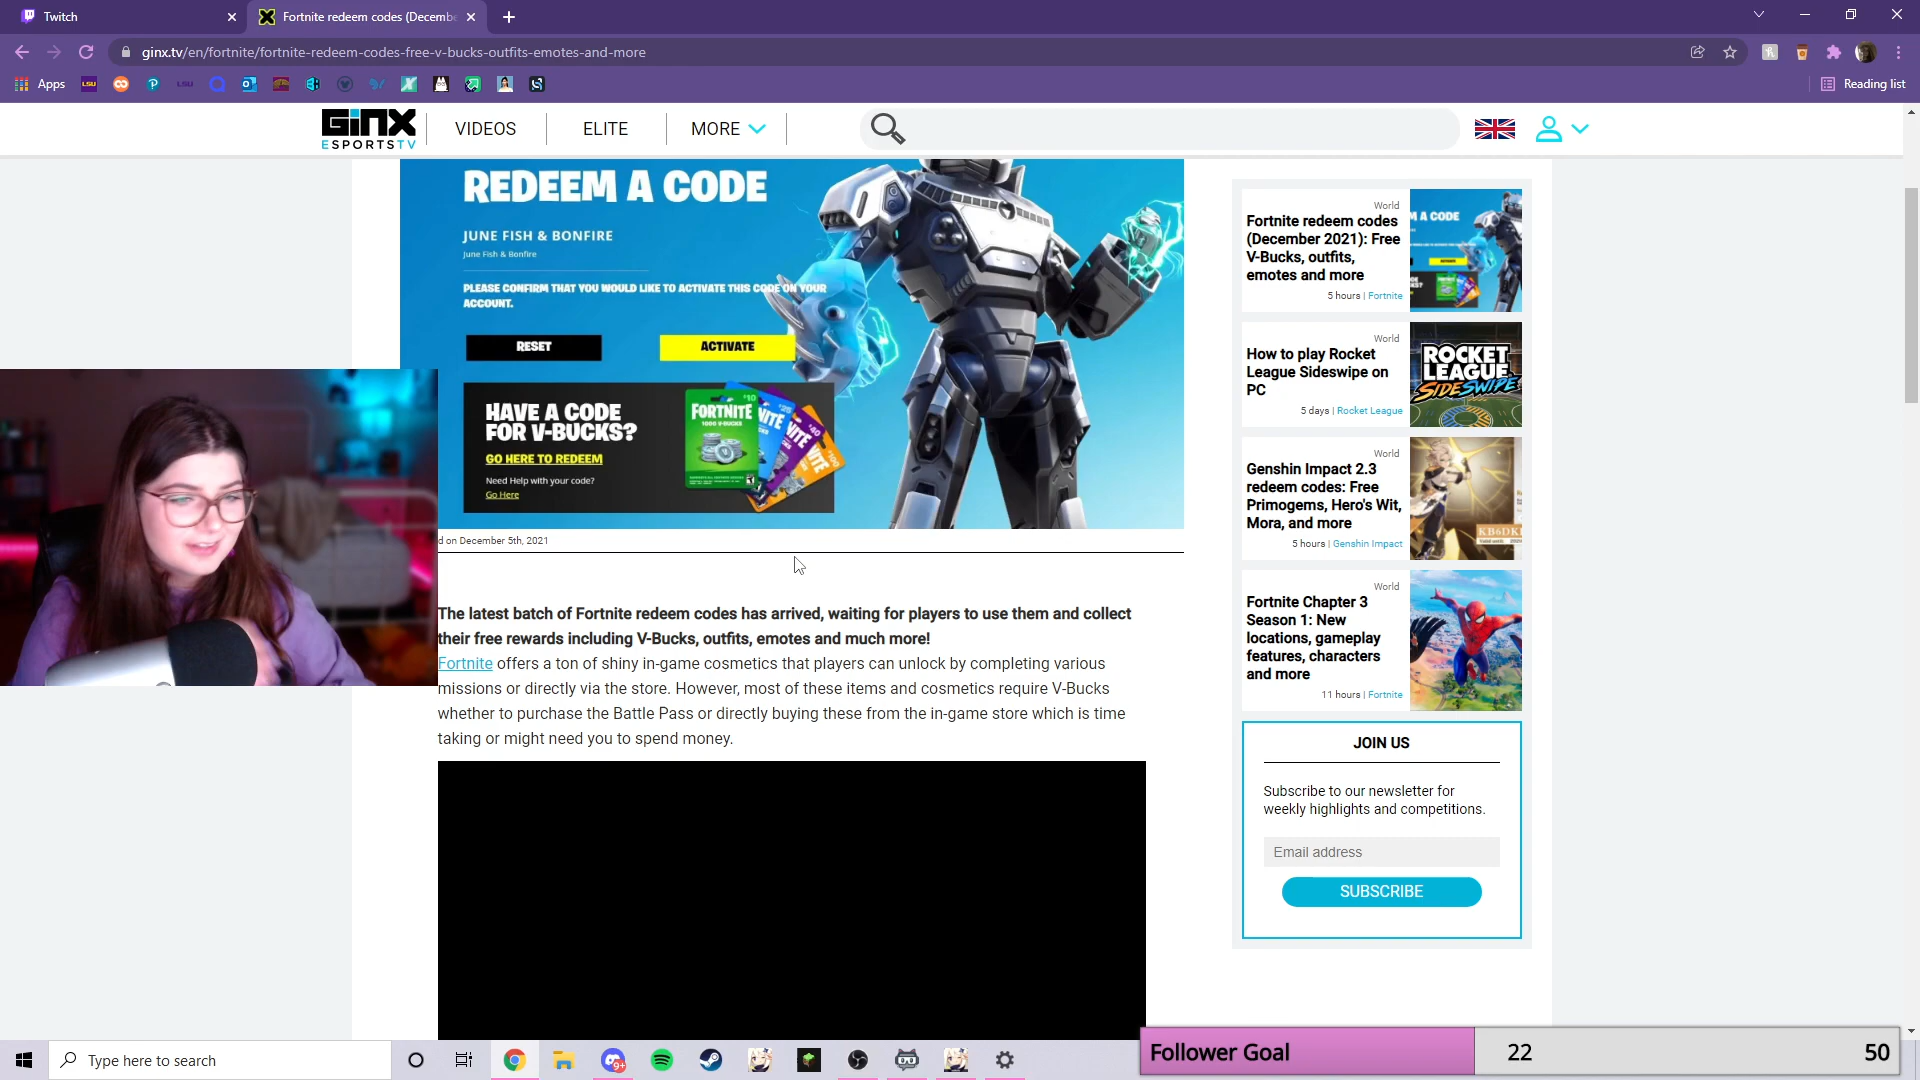 Twitch
Fortnite redeem codes (Decembe
ginx.tv/en/fortnite/fortnite-redeem-codes-free-v-bucks-outfits-emotes-and-more
Apps
LSU
Reading list
GINX
ESPORTSTV
VIDEOS
ELITE
MORE
REDEEM A CODE
JUNE FISH & BONFIRE
June Fish & Bonfire
PLEASE CONFIRM THAT YOU WOULD LIKE TO ACTIVATE THIS CODE ON YOUR
ACCOUNT.
RESET
ACTIVATE
HAVE A CODE
FOR V-BUCKS?
GO HERE TO REDEEM
Need Help with your code?
Go Here
$10
FORTNITE
1000 V-BUCKS
d on December 5th, 2021
The latest batch of Fortnite redeem codes has arrived, waiting for players to use them and collect
their free rewards including V-Bucks, outfits, emotes and much more!
Fortnite offers a ton of shiny in-game cosmetics that players can unlock by completing various
missions or directly via the store. However, most of these items and cosmetics require V-Bucks
whether to purchase the Battle Pass or directly buying these from the in-game store which is time
taking or might need you to spend money.
World
Fortnite redeem codes
(December 2021): Free
V-Bucks, outfits,
emotes and more
5 hours | Fortnite
M A CODE
World
How to play Rocket
League Sideswipe on
PC
5 days | Rocket League
ROCKET
LEAGUE
SIDESWIPE
World
Genshin Impact 2.3
redeem codes: Free
Primogems, Hero's Wit,
Mora, and more
5 hours | Genshin Impact
World
Fortnite Chapter 3
Season 1: New
locations, gameplay
features, characters
and more
11 hours | Fortnite
JOIN US
Subscribe to our newsletter for
weekly highlights and competitions.
Email address
SUBSCRIBE
Type here to search
9+
Follower Goal
22
50